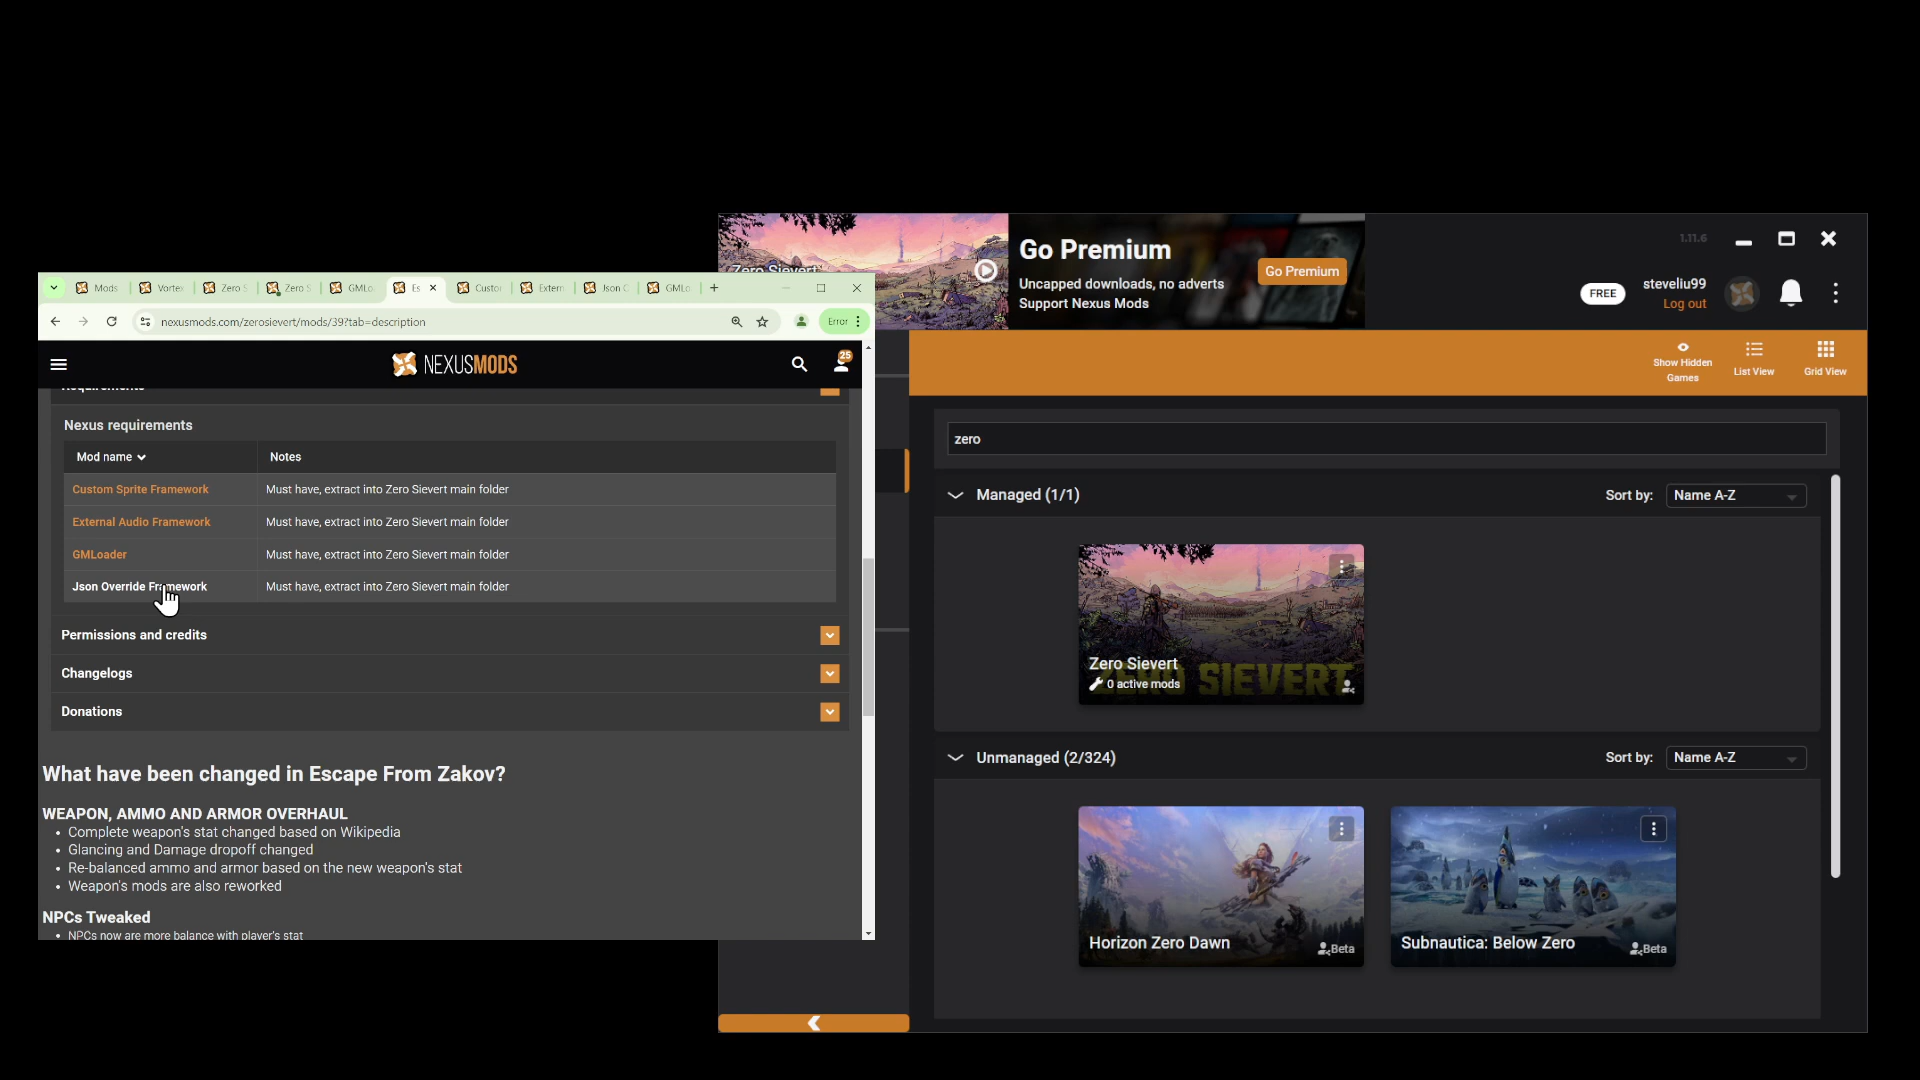 Zero Sievert
Go Premium
Uncapped downloads, no adverts
Support Nexus Mods
Go Premium
1.11.6
FREE
steveliu99
Log out
Mods
Vortex
Zero S
Zero S
GMLo
Es
Custo
Extern
Json O
GMLo
nexusmods.com/zerosievert/mods/39?tab=description
Error
NEXUSMODS
25
Requirements
Nexus requirements
Mod name
Notes
Custom Sprite Framework
Must have, extract into Zero Sievert main folder
External Audio Framework
Must have, extract into Zero Sievert main folder
GMLoader
Must have, extract into Zero Sievert main folder
Json Override Framework
Must have, extract into Zero Sievert main folder
Permissions and credits
Changelogs
Donations
What have been changed in Escape From Zakov?
WEAPON, AMMO AND ARMOR OVERHAUL
• Complete weapon's stat changed based on Wikipedia
• Glancing and Damage dropoff changed
• Re-balanced ammo and armor based on the new weapon's stat
• Weapon's mods are also reworked
NPCs Tweaked
• NPCs now are more balance with player's stat
Show Hidden
Games
List View
Grid View
zero
Managed (1/1)
Sort by:
Name A-Z
ZERO SIEVERT
Zero Sievert
0 active mods
Unmanaged (2/324)
Sort by:
Name A-Z
Horizon Zero Dawn
Beta
Subnautica: Below Zero
Beta